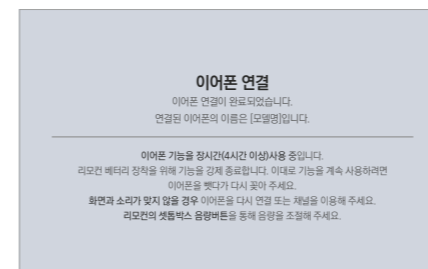 이어폰 연결
이어폰 연결이 완료되었습니다.
연결된 이어폰의 이름은 [모델명]입니다.
이어폰 기능을 장시간(4시간 이상)사용 중입니다.
리모컨 베터리 장착을 위해 기능을 강제 종료합니다. 이대로 기능을 계속 사용하려면
이어폰을 뺏다가 다시 꽂아 주세요.
화면과 소리가 맞지 않을 경우 이어폰을 다시 연결 또는 채널을 이용해 주세요.
리모컨의 셋톱박스 음량버튼을 통해 음량을 조절해 주세요.